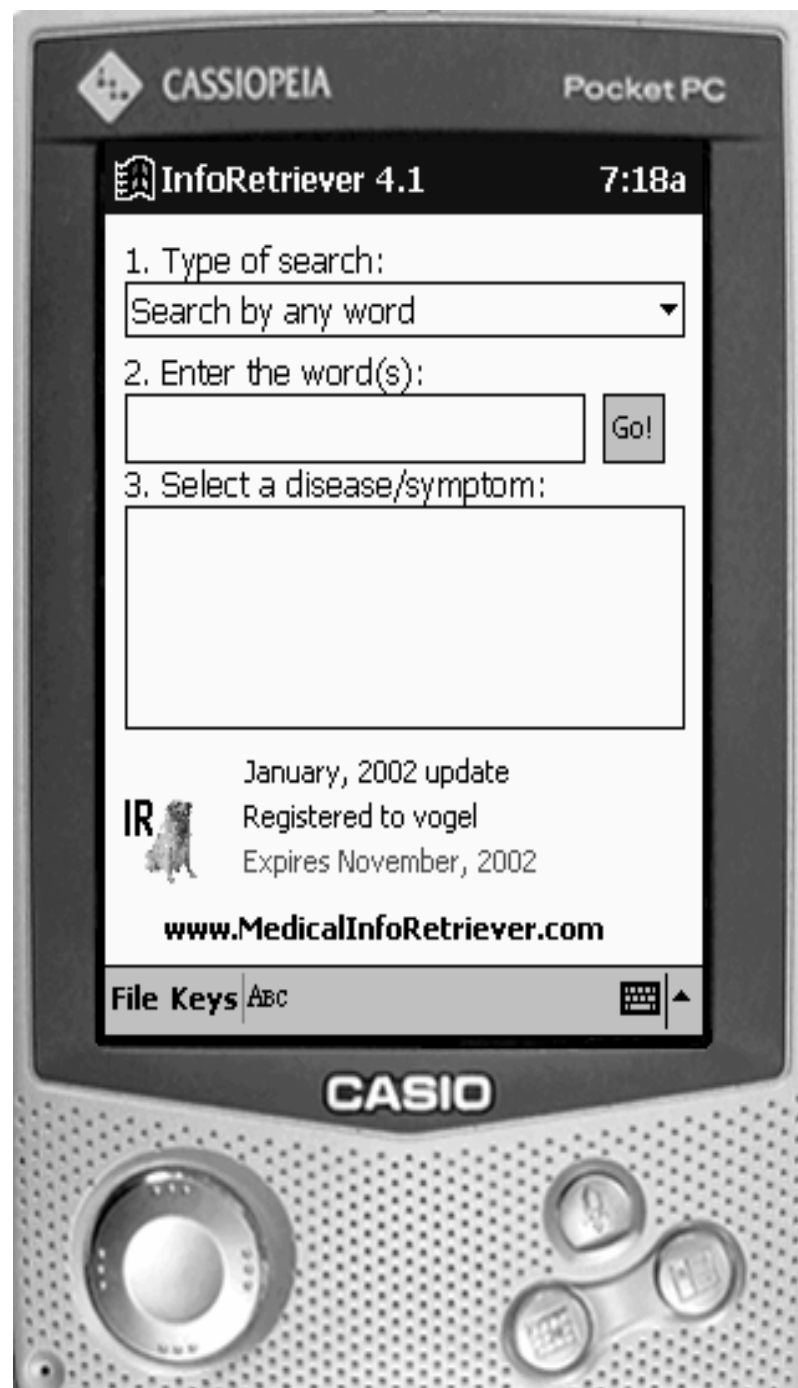 CASSIOPEIA Pocket PC
InfoRetriever 4.1 7:18a
1. Type of search:
Search by any word
2. Enter the word(s):
Go!
3. Select a disease/symptom:
January, 2002 update
IR
Registered to vogel
Expires November, 2002
www.MedicalInfoRetriever.com
File Keys ABC
CASIO